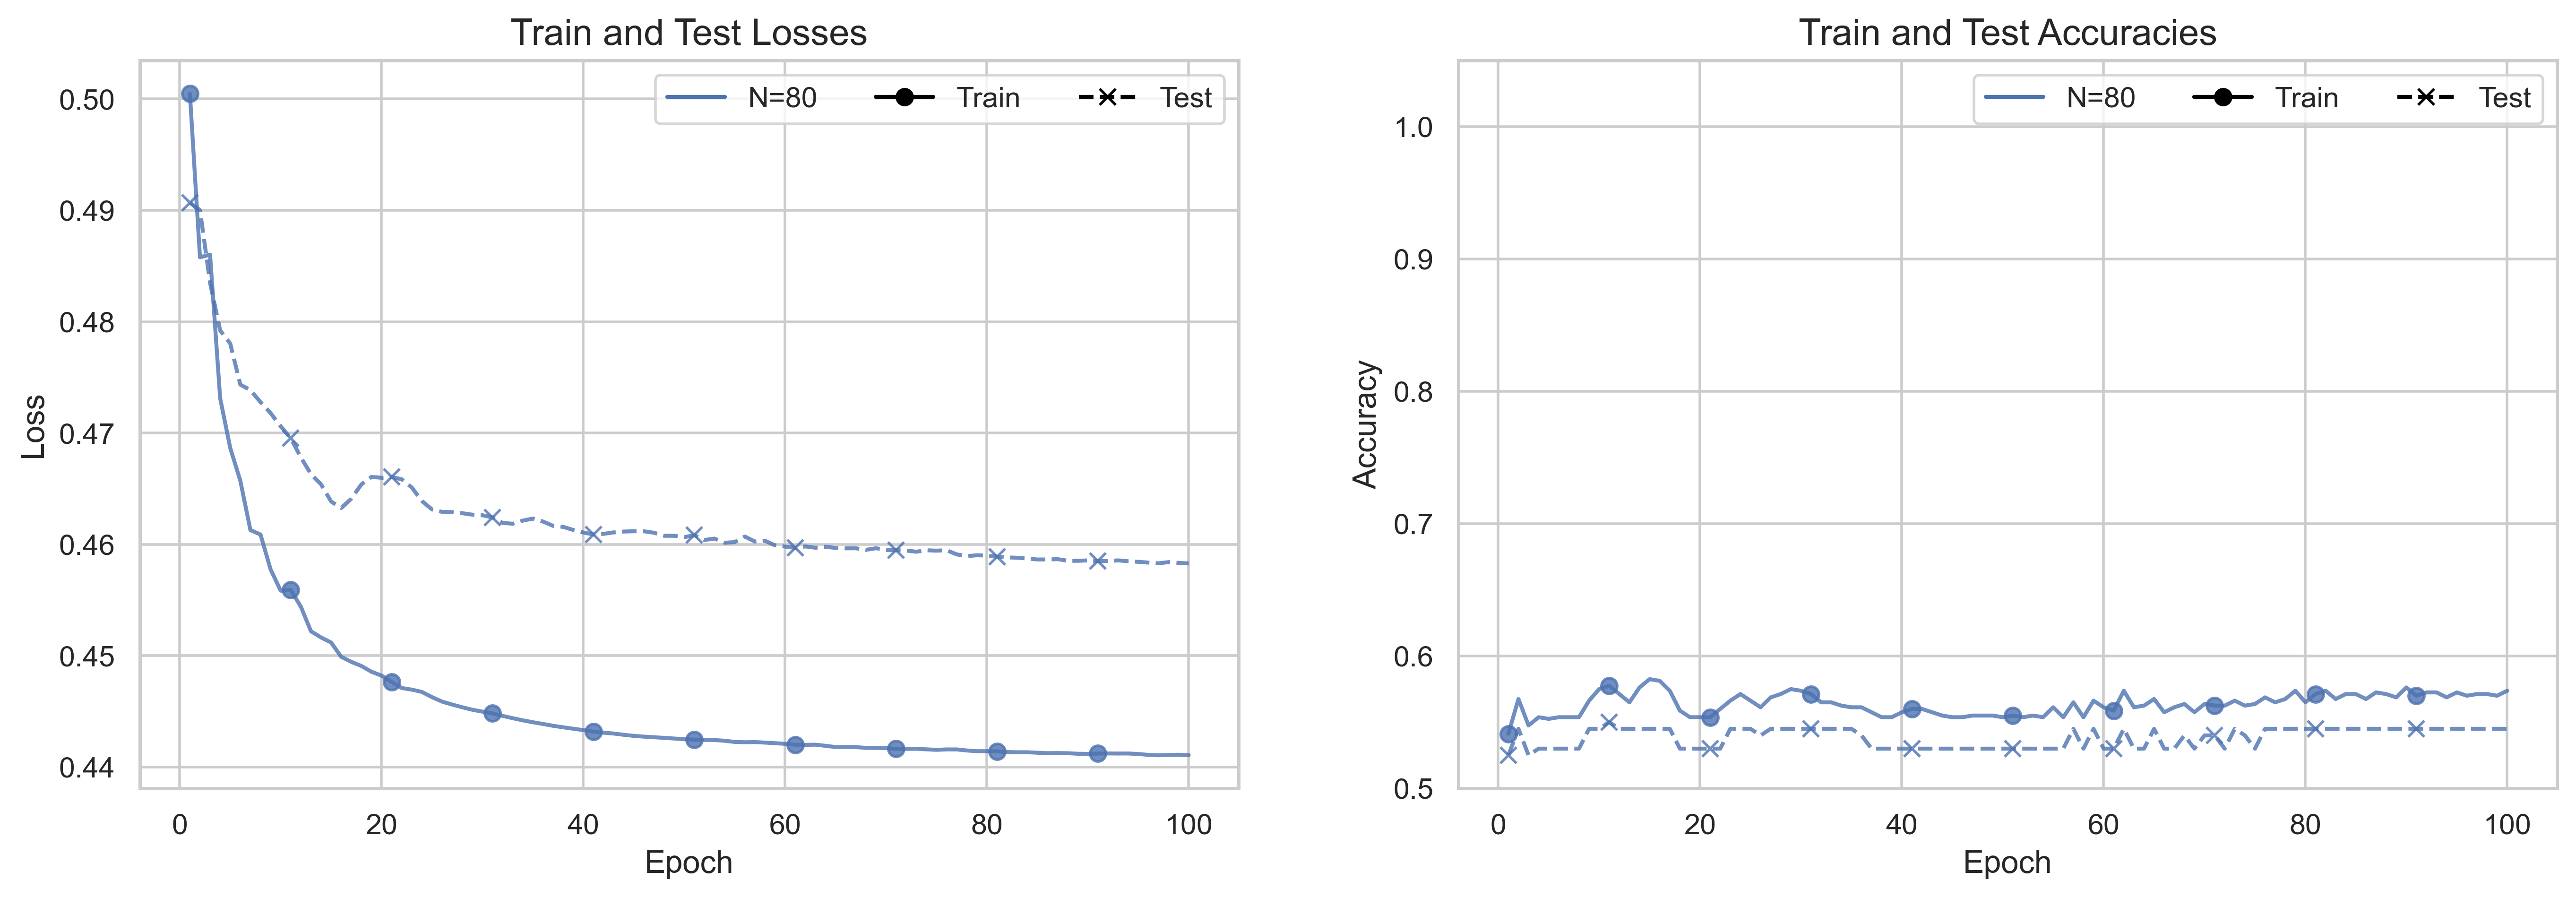 Train and Test Losses
N=80 Train Test
0.50
0.49
0.48
0.47
0.46
0.45
0.44
Loss
0 20 40 60 80 100
Epoch
Train and Test Accuracies
N=80 Train Test
1.0
0.9
0.8
0.7
0.6
0.5
Accuracy
0 20 40 60 80 100
Epoch